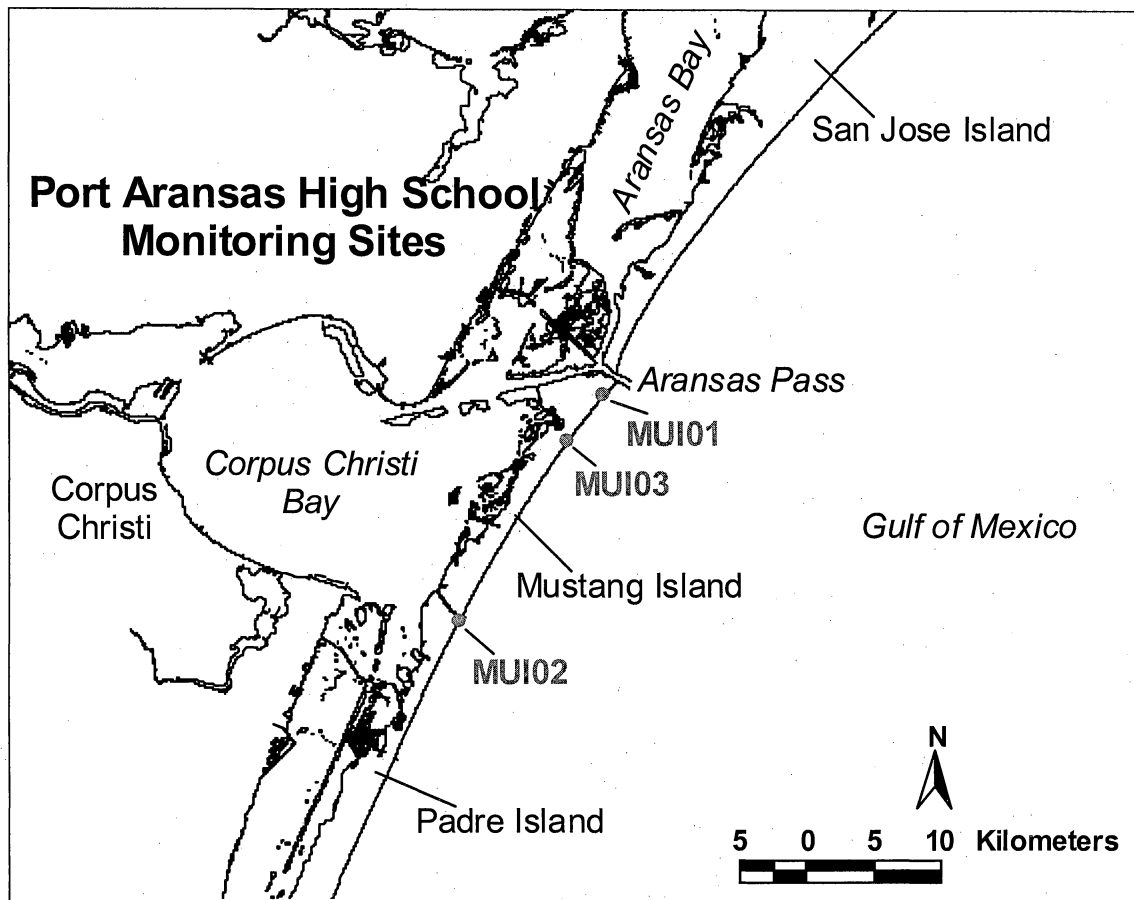 Aransas Bay
San Jose Island
Port Aransas High School
Monitoring Sites
Aransas Pass
MUI01
MUI03
Corpus Christi
Bay
Corpus
Christi
Gulf of Mexico
Mustang Island
MUI02
Padre Island
N
5 0 5 10 Kilometers